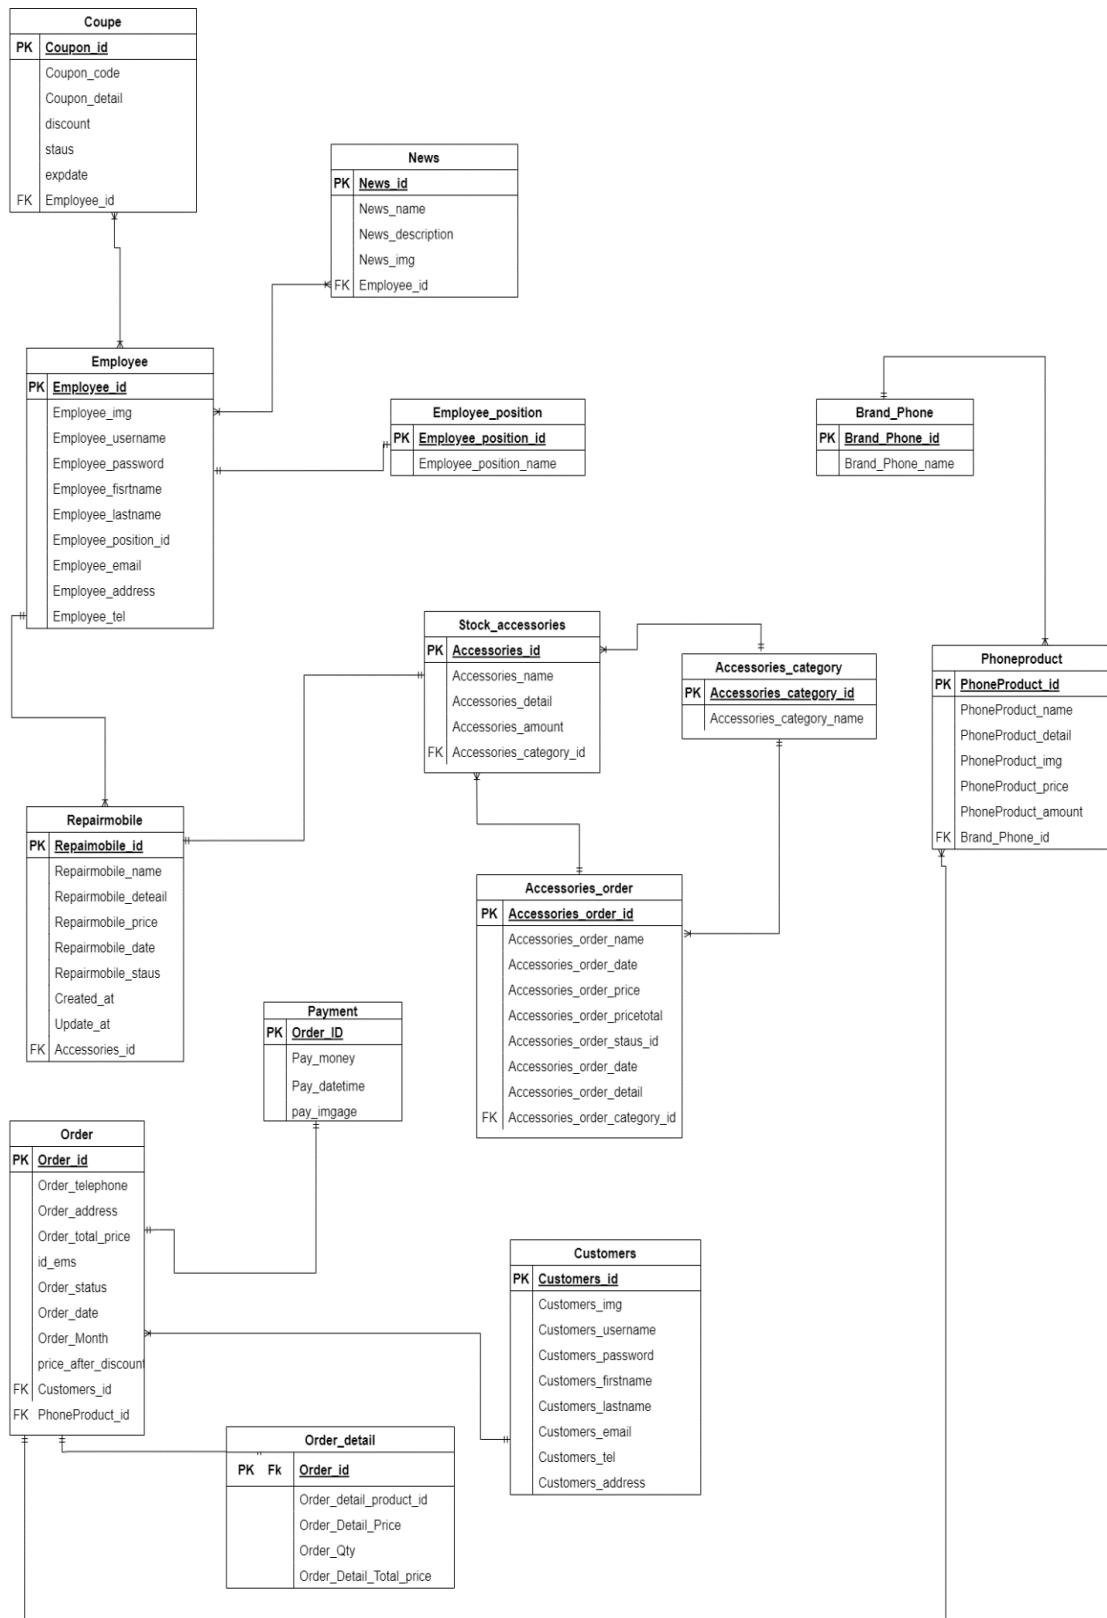 Coupe
PK Coupon_id
Coupon_code
Coupon_detail
discount
staus
expdate
FK Employee_id
News
PK News_id
News_name
News_description
News_img
FK Employee_id
Employee
PK Employee_id
Employee_img
Employee_username
Employee_password
Employee_fisrtname
Employee_lastname
Employee_position_id
Employee_email
Employee_address
Employee_tel
Employee_position
PK Employee_position_id
Employee_position_name
Brand_Phone
PK Brand_Phone_id
Brand_Phone_name
Stock_accessories
PK Accessories_id
Accessories_name
Accessories_detail
Accessories_amount
FK Accessories_category_id
Accessories_category
PK Accessories_category_id
Accessories_category_name
Phoneproduct
PK PhoneProduct_id
PhoneProduct_name
PhoneProduct_detail
PhoneProduct_img
PhoneProduct_price
PhoneProduct_amount
FK Brand_Phone_id
Repairmobile
PK Repaimobile_id
Repairmobile_name
Repairmobile_deteail
Repairmobile_price
Repairmobile_date
Repairmobile_staus
Created_at
Update_at
FK Accessories_id
Accessories_order
PK Accessories_order_id
Accessories_order_name
Accessories_order_date
Accessories_order_price
Accessories_order_pricetotal
Accessories_order_staus_id
Accessories_order_date
Accessories_order_detail
FK Accessories_order_category_id
Payment
PK Order_ID
Pay_money
Pay_datetime
pay_imgage
Order
PK Order_id
Order_telephone
Order_address
Order_total_price
id_ems
Order_status
Order_date
Order_Month
price_after_discount
FK Customers_id
FK PhoneProduct_id
Customers
PK Customers_id
Customers_img
Customers_username
Customers_password
Customers_firstname
Customers_lastname
Customers_email
Customers_tel
Customers_address
Order_detail
PK Fk Order_id
Order_detail_product_id
Order_Detail_Price
Order_Qty
Order_Detail_Total_price